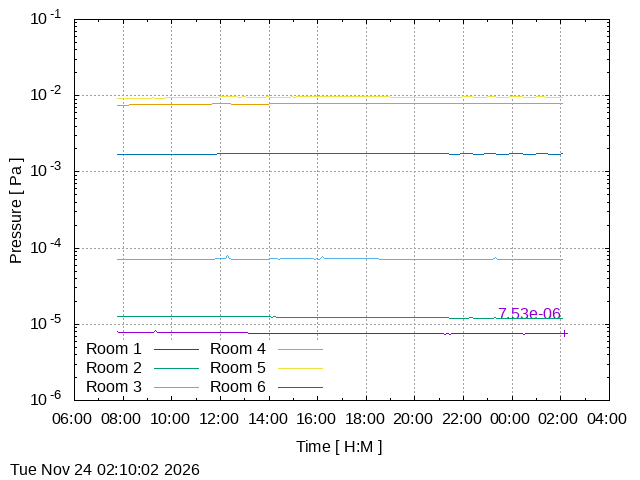 10^-1
10^-2
10^-3
10^-4
10^-5
10^-6
Pressure [ Pa ]
7.53e-06
Room 1 Room 4
Room 2 Room 5
Room 3 Room 6
06:00 08:00 10:00 12:00 14:00 16:00 18:00 20:00 22:00 00:00 02:00 04:00
Time [ H:M ]
Tue Nov 24 02:10:02 2026